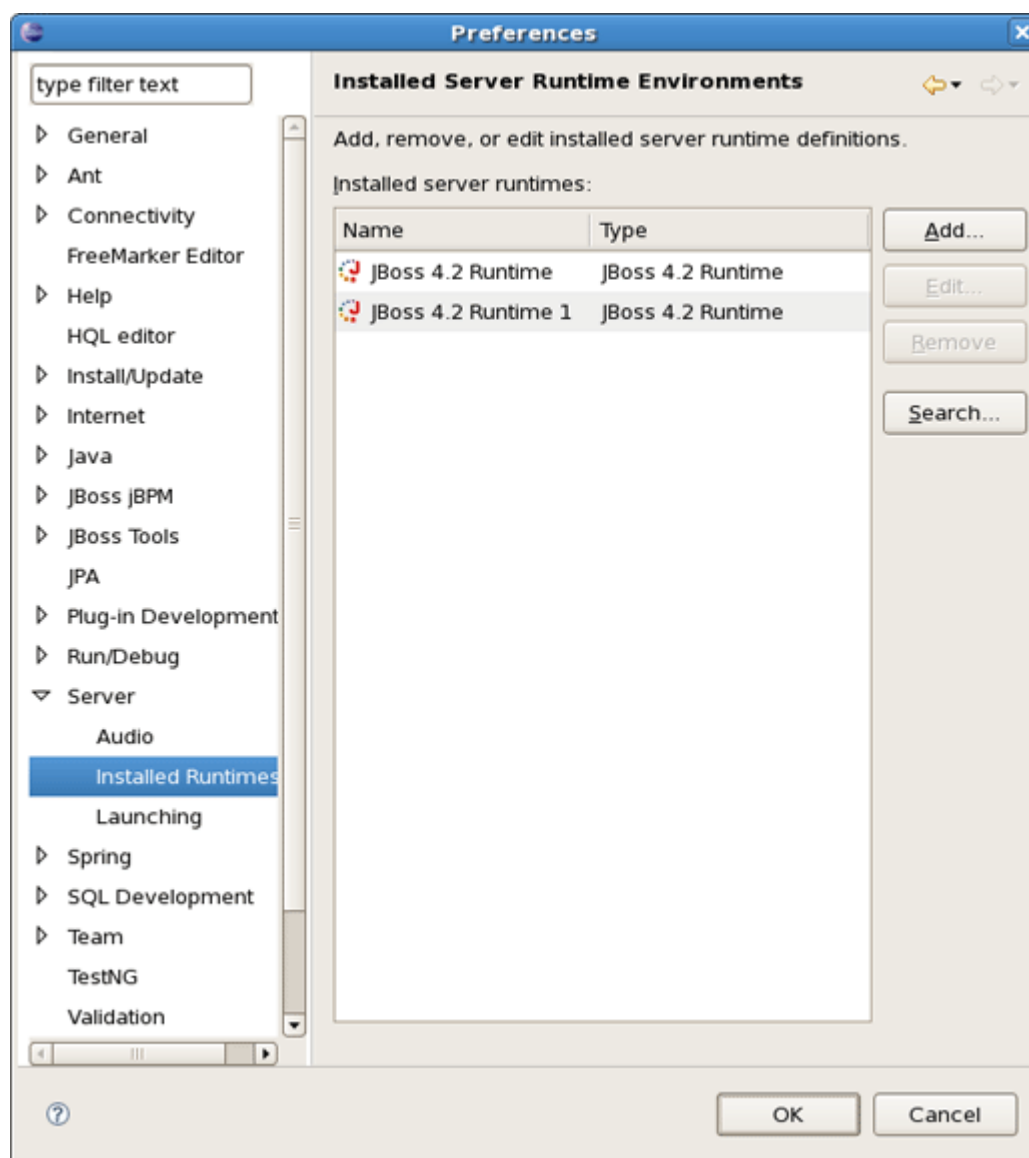 Preferences
type filter text
General
Ant
Connectivity
FreeMarker Editor
Help
HQL editor
Install/Update
Internet
Java
JBoss jBPM
JBoss Tools
JPA
Plug-in Development
Run/Debug
Server
Audio
Installed Runtimes
Launching
Spring
SQL Development
Team
TestNG
Validation
Installed Server Runtime Environments
Add, remove, or edit installed server runtime definitions.
Installed server runtimes:
Name Type
JBoss 4.2 Runtime JBoss 4.2 Runtime
JBoss 4.2 Runtime 1 JBoss 4.2 Runtime
Add...
Edit...
Remove
Search...
OK Cancel